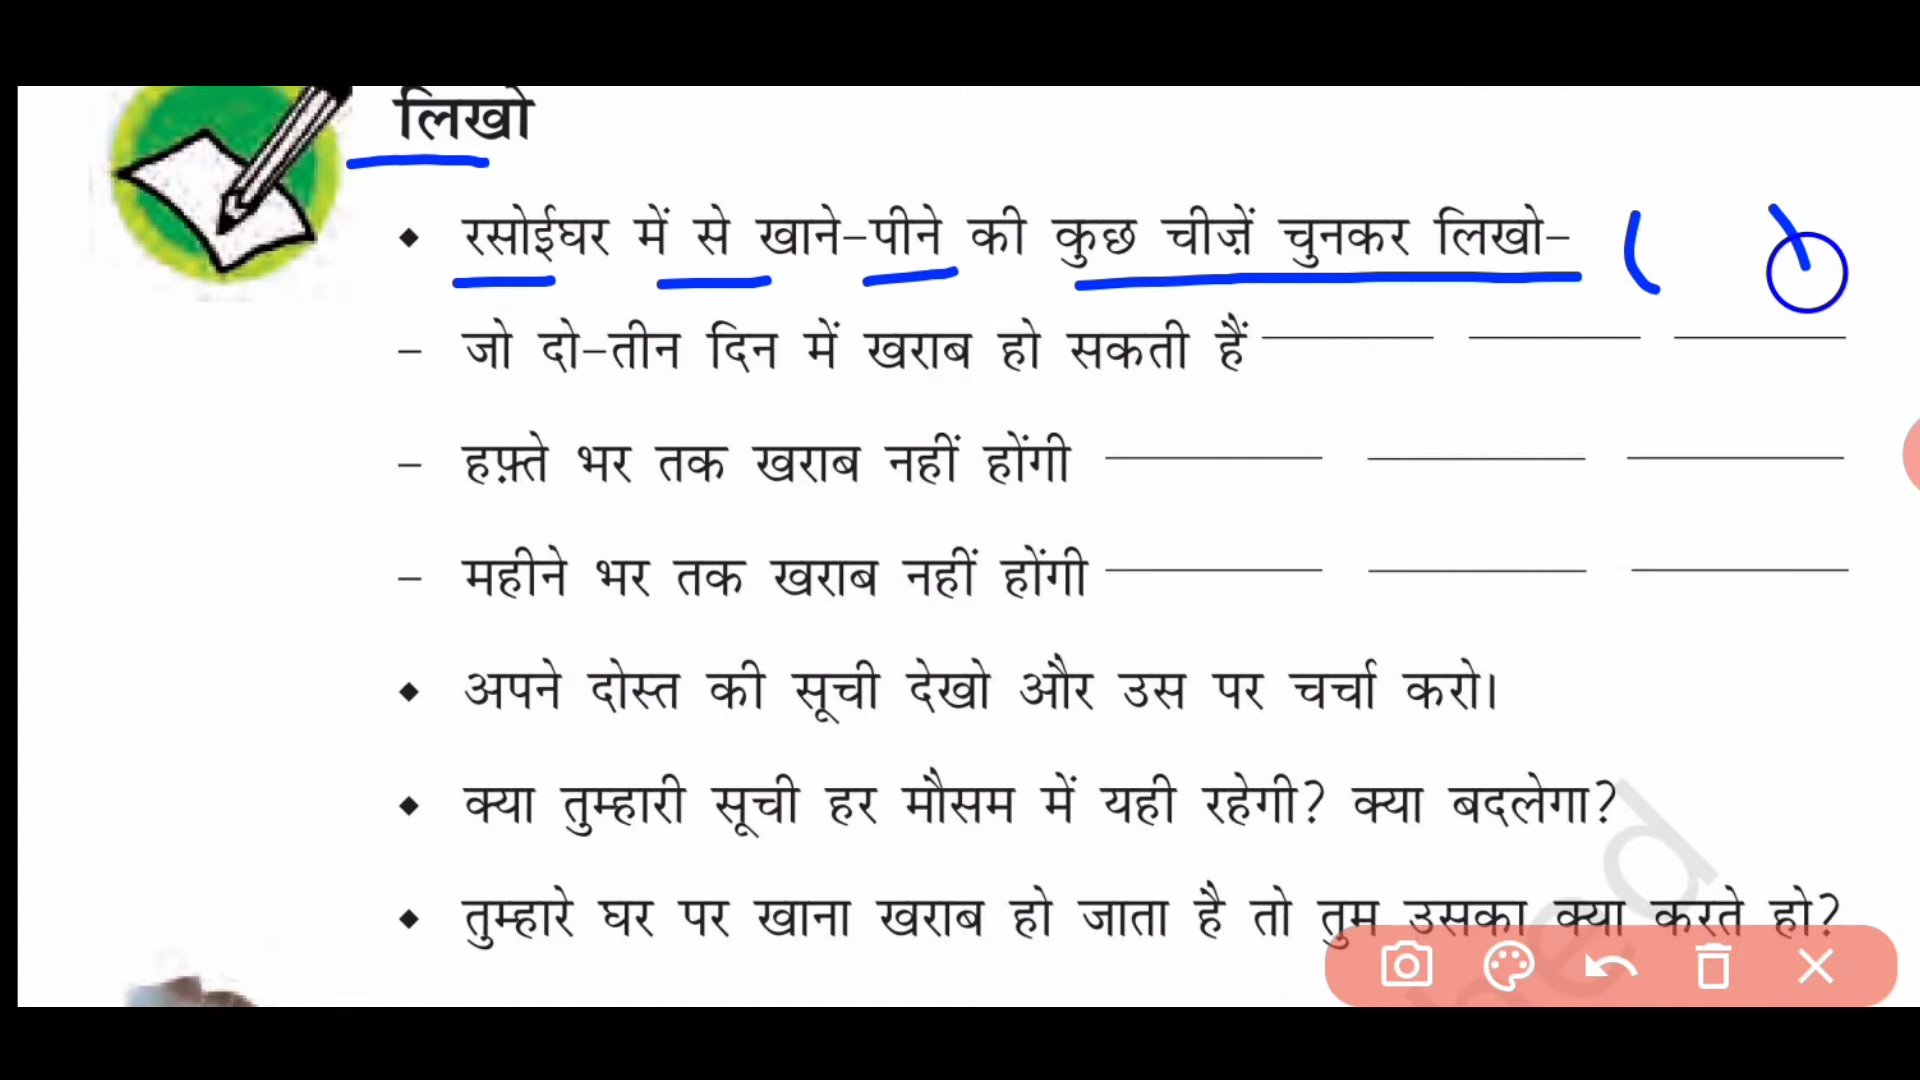 लिखो
रसोईघर में से खाने-पीने की कुछ चीज़ें चुनकर लिखो-
- जो दो-तीन दिन में खराब हो सकती हैं
- हफ़्ते भर तक खराब नहीं होंगी
- महीने भर तक खराब नहीं होंगी
अपने दोस्त की सूची देखो और उस पर चर्चा करो।
क्या तुम्हारी सूची हर मौसम में यही रहेगी? क्या बदलेगा?
तुम्हारे घर पर खाना खराब हो जाता है तो तुम उसका क्या करते हो?